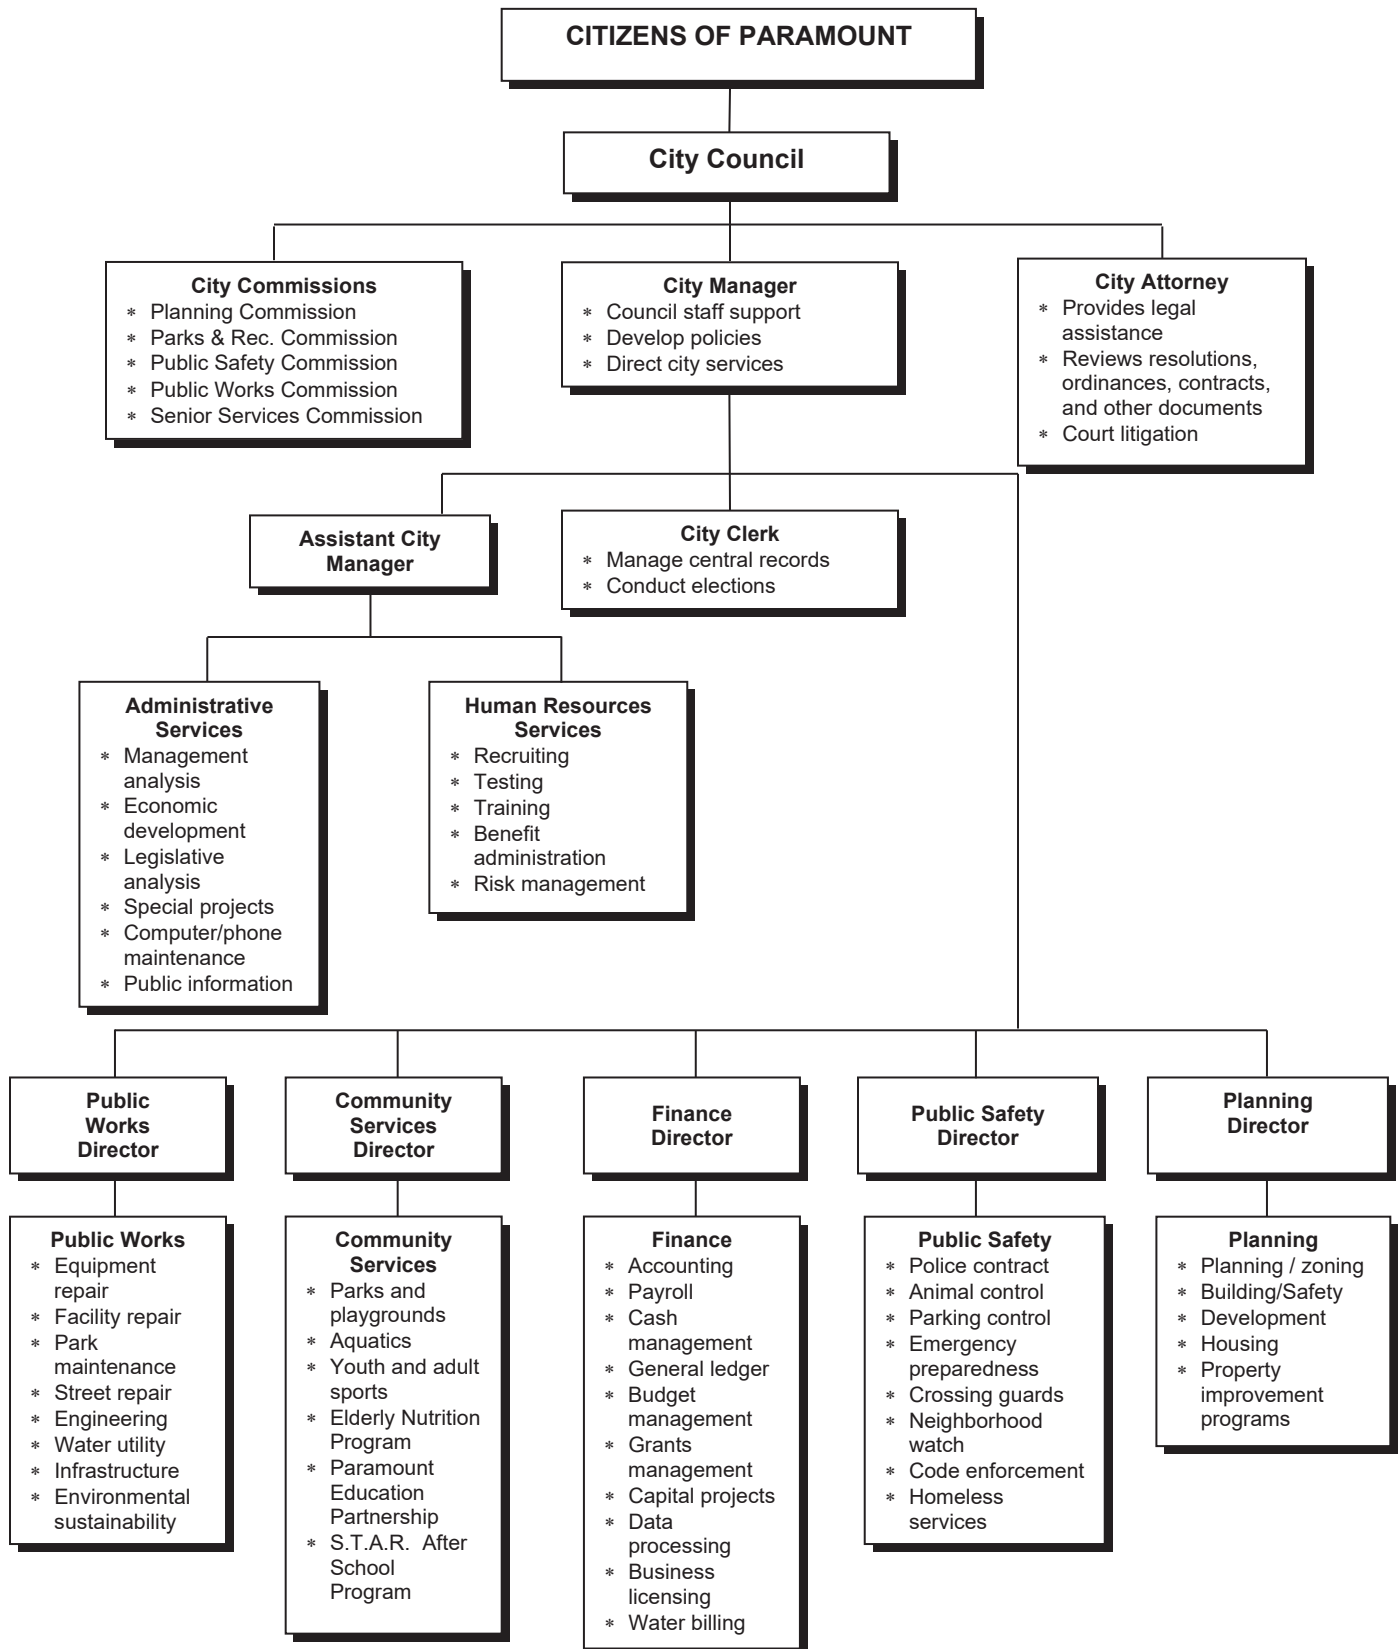 CITIZENS OF PARAMOUNT
City Council
City Commissions
* Planning Commission
* Parks & Rec. Commission
* Public Safety Commission
* Public Works Commission
* Senior Services Commission
City Manager
* Council staff support
* Develop policies
* Direct city services
City Attorney
* Provides legal
assistance
* Reviews resolutions,
ordinances, contracts,
and other documents
* Court litigation
Assistant City
Manager
City Clerk
* Manage central records
* Conduct elections
Administrative
Services
* Management
analysis
* Economic
development
* Legislative
analysis
* Special projects
* Computer/phone
maintenance
* Public information
Human Resources
Services
* Recruiting
* Testing
* Training
* Benefit
administration
* Risk management
Public
Works
Director
Community
Services
Director
Finance
Director
Public Safety
Director
Planning
Director
Public Works
* Equipment
repair
* Facility repair
* Park
maintenance
* Street repair
* Engineering
* Water utility
* Infrastructure
* Environmental
sustainability
Community
Services
* Parks and
playgrounds
* Aquatics
* Youth and adult
sports
* Elderly Nutrition
Program
* Paramount
Education
Partnership
* S.T.A.R. After
School
Program
Finance
* Accounting
* Payroll
* Cash
management
* General ledger
* Budget
management
* Grants
management
* Capital projects
* Data
processing
* Business
licensing
* Water billing
Public Safety
* Police contract
* Animal control
* Parking control
* Emergency
preparedness
* Crossing guards
* Neighborhood
watch
* Code enforcement
* Homeless
services
Planning
* Planning / zoning
* Building/Safety
* Development
* Housing
* Property
improvement
programs